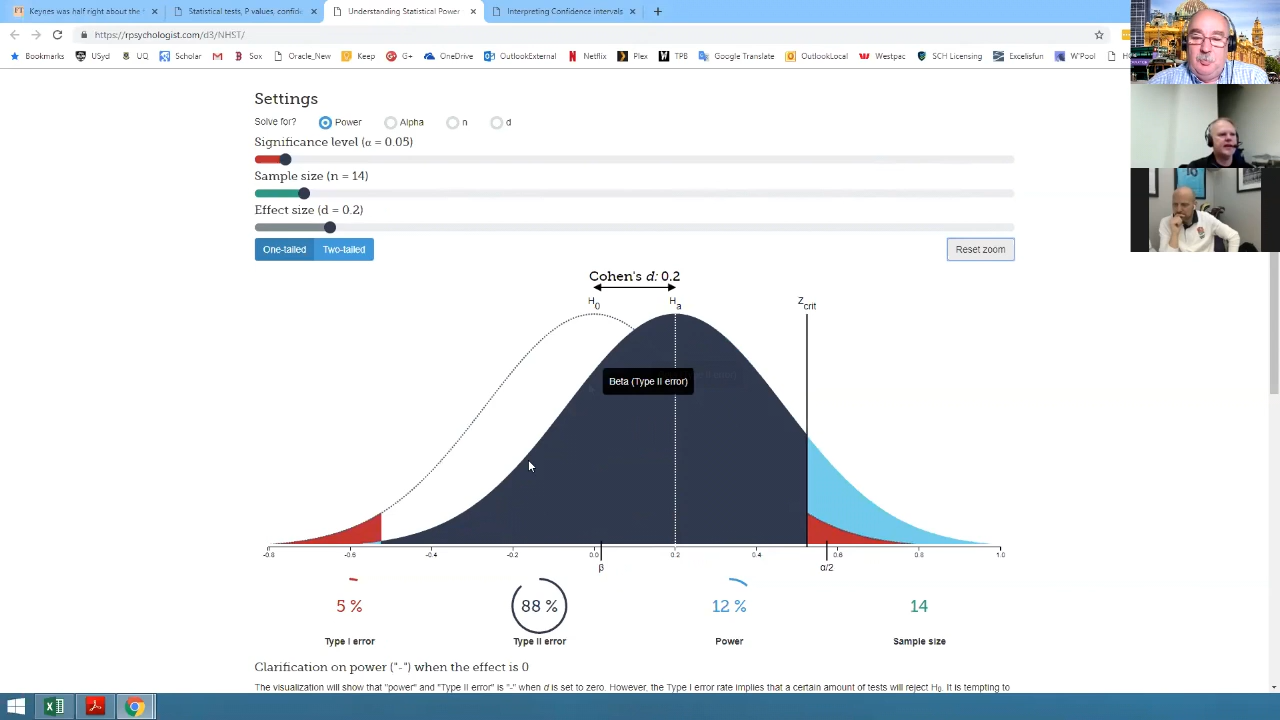 Keynes was half right about the
Statistical tests, P values, confide
Understanding Statistical Power
Interpreting Confidence intervals
https://rpsychologist.com/d3/NHST/
Bookmarks USyd UQ Scholar Sox Oracle_New Keep G+ OutlookExternal Netflix Plex TPB Google Translate OutlookLocal Westpac SCH Licensing Excelisfun W'Pool
Settings
Solve for? Power Alpha n d
Significance level (α = 0.05)
Sample size (n = 14)
Effect size (d = 0.2)
One-tailed Two-tailed Reset zoom
Cohen's d: 0.2
H0 Ha Zcrit
Beta (Type II error)
-0.8 -0.6 -0.4 -0.2 0.0 0.2 0.4 0.6 0.8 1.0
β α/2
5 % 88 % 12 % 14
Type I error Type II error Power Sample size
Clarification on power ("-") when the effect is 0
The visualization will show that "power" and "Type II error" is "-" when d is set to zero. However, the Type I error rate implies that a certain amount of tests will reject H0. It is tempting to